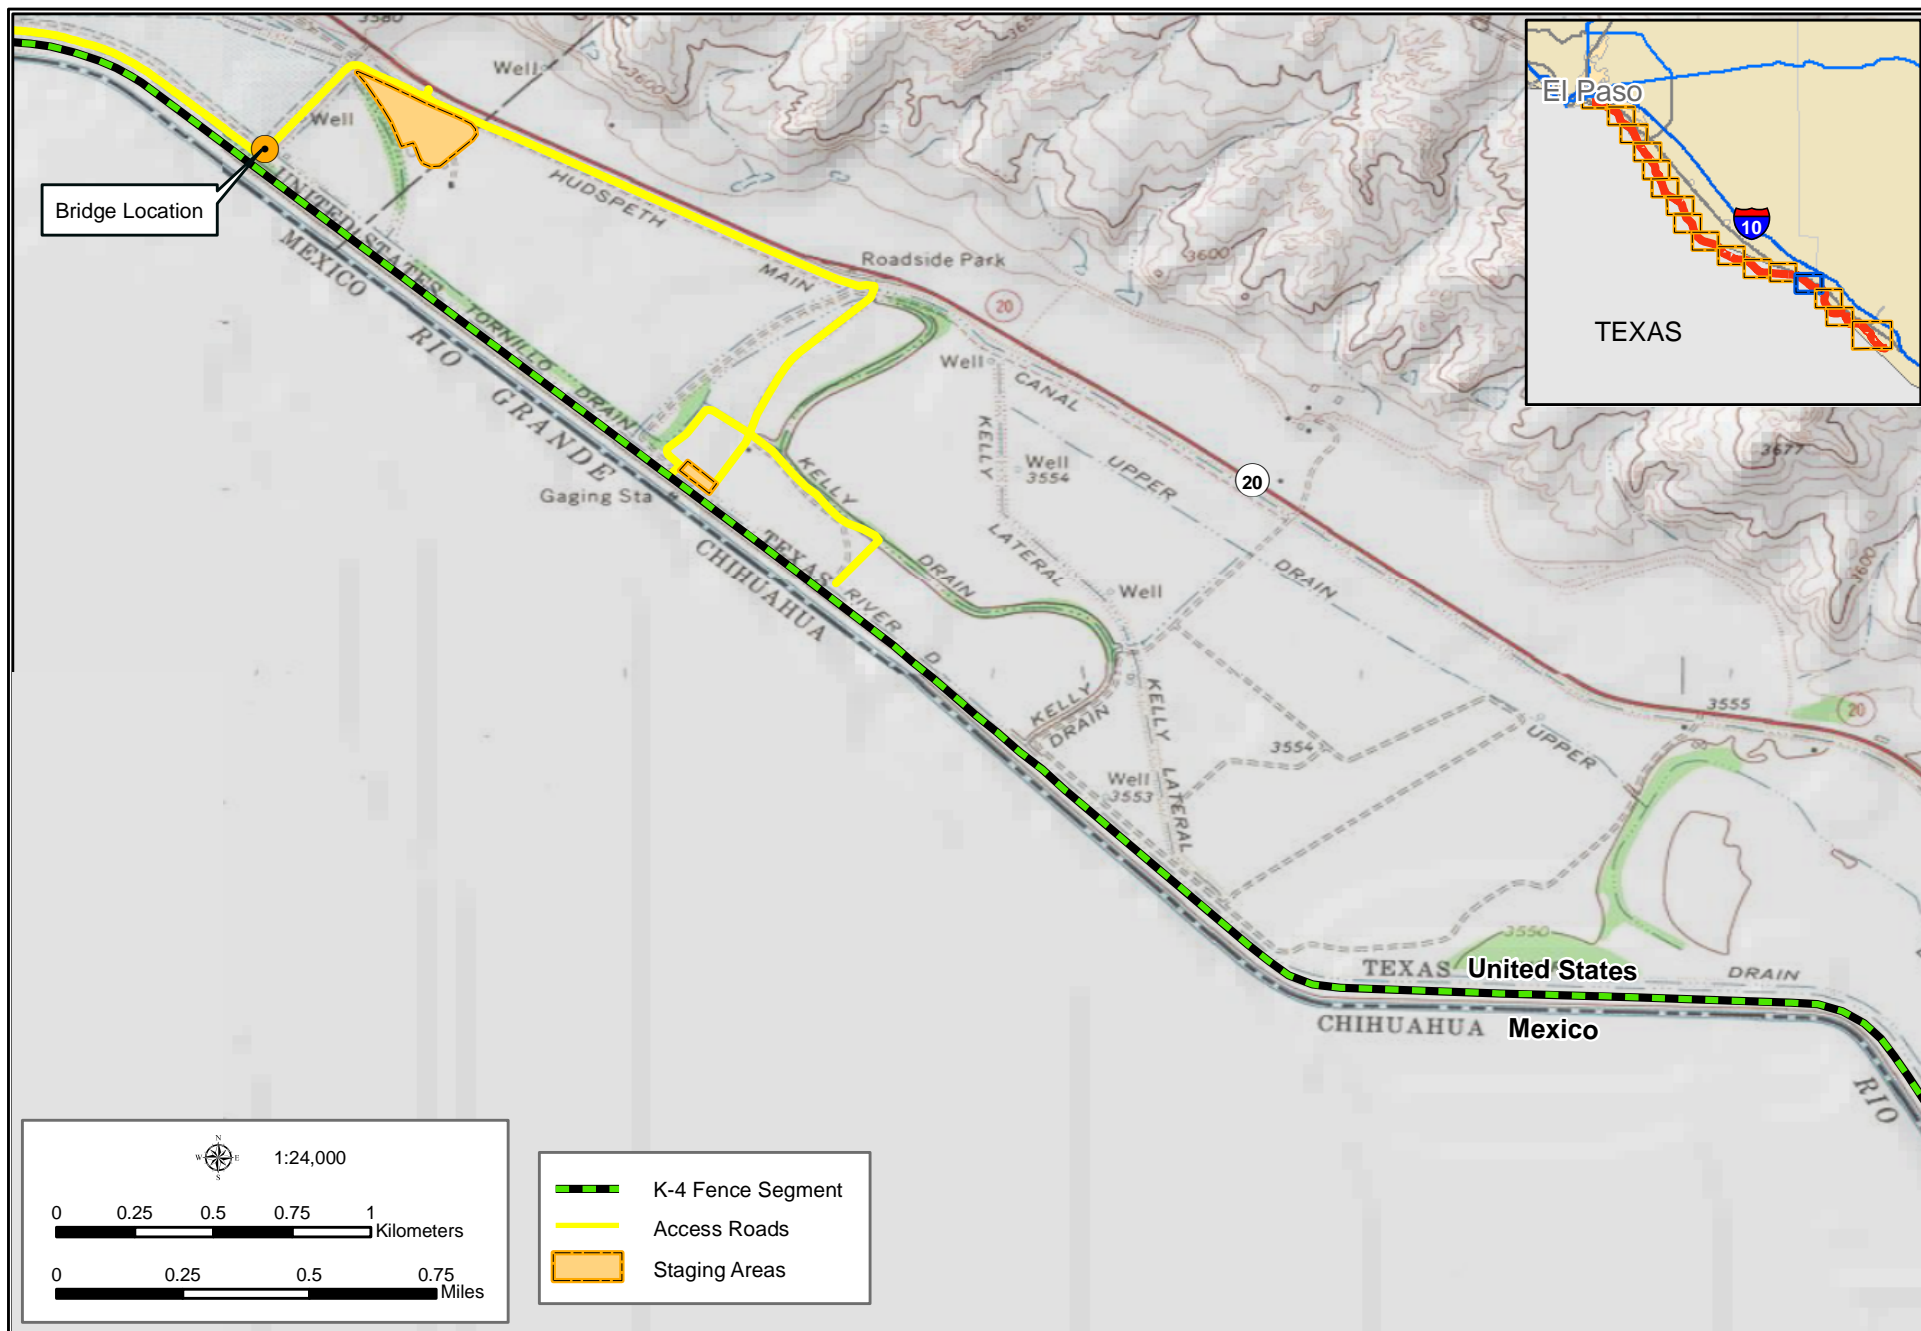 3580
Well
3600
Well
Bridge Location
HUDSPETH
MAIN
CANAL
Roadside Park
3600
20
UNITED STATES
MEXICO
TORNILLO DRAIN
RIO GRANDE
Well
KELLY
LATERAL
Well
3554
UPPER
DRAIN
20
3677
3600
Gaging Sta
KELLY
DRAIN
TEXAS
CHIHUAHUA
RIVER D
Well
KELLY
DRAIN
KELLY
LATERAL
3554
Well
3553
UPPER
3555
20
3550
TEXAS United States
DRAIN
CHIHUAHUA Mexico
RIO
El Paso
10
TEXAS
N
W E
S
1:24,000
0 0.25 0.5 0.75 1
Kilometers
0 0.25 0.5 0.75
Miles
K-4 Fence Segment
Access Roads
Staging Areas